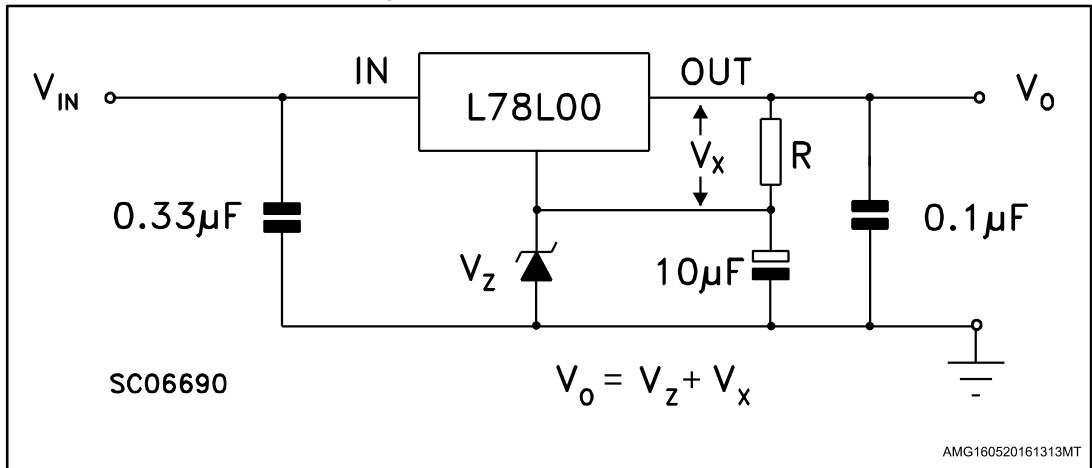 V_IN
IN
L78L00
OUT
V_O
V_X
R
0.33µF
V_Z
10µF
0.1µF
SC06690
V_O = V_Z + V_X
AMG160520161313MT